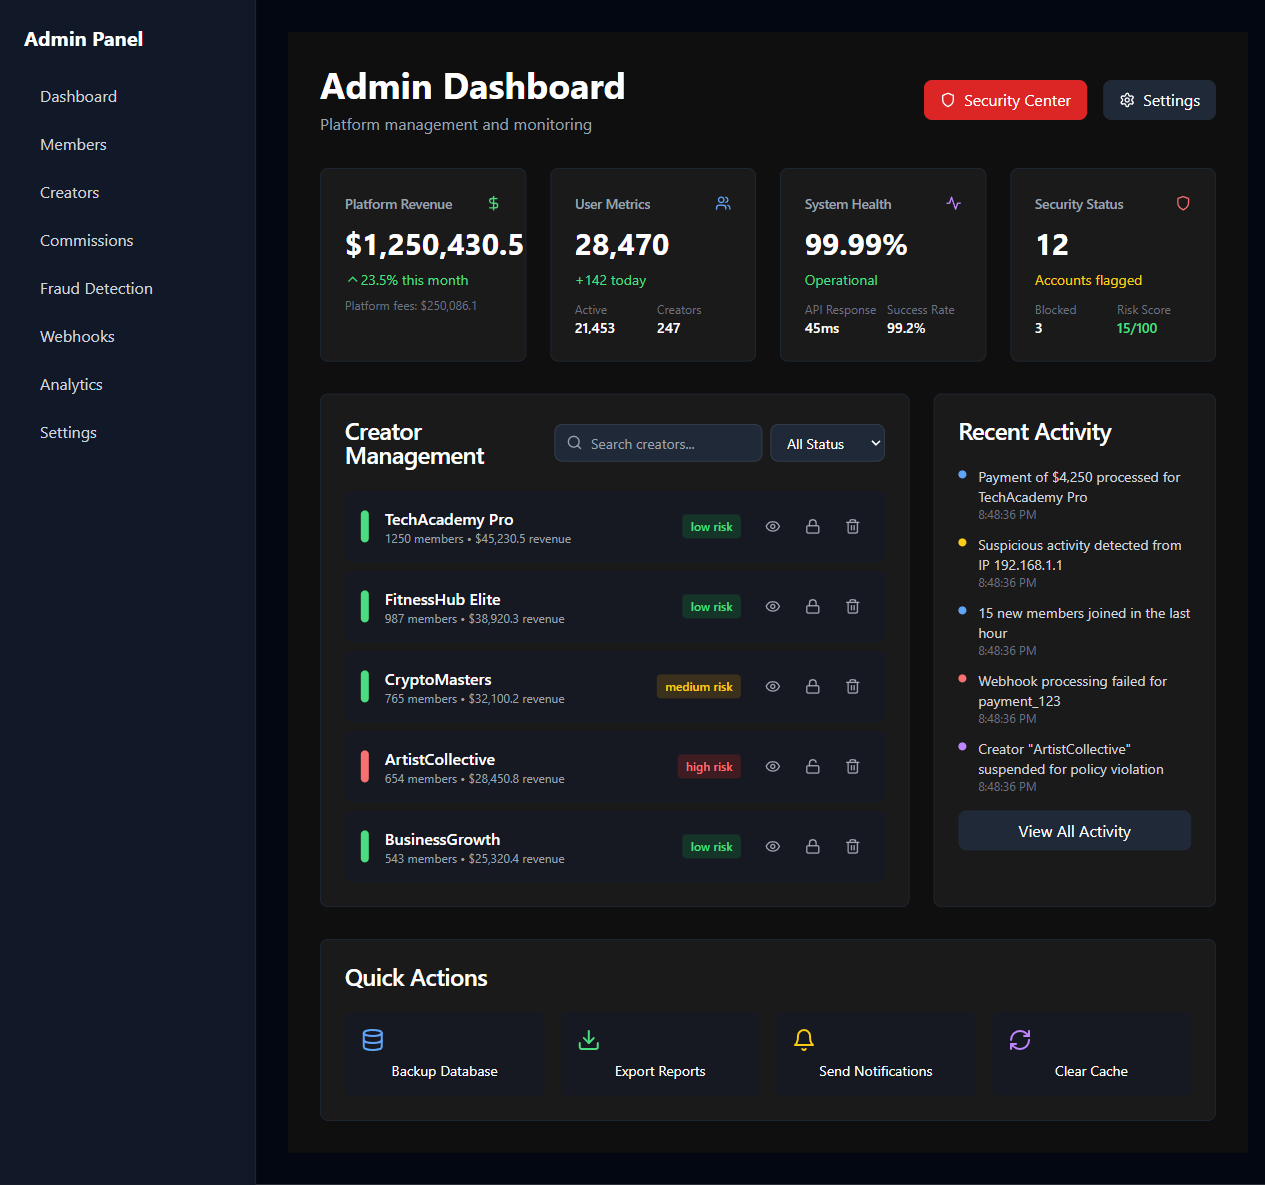 Admin Panel
Dashboard
Members
Creators
Commissions
Fraud Detection
Webhooks
Analytics
Settings
Admin Dashboard
Platform management and monitoring
Security Center
Settings
Platform Revenue
$1,250,430.5
23.5% this month
Platform fees: $250,086.1
User Metrics
28,470
+142 today
Active
21,453
Creators
247
System Health
99.99%
Operational
API Response
45ms
Success Rate
99.2%
Security Status
12
Accounts flagged
Blocked
3
Risk Score
15/100
Creator
Management
Search creators...
All Status
TechAcademy Pro
1250 members • $45,230.5 revenue
low risk
FitnessHub Elite
987 members • $38,920.3 revenue
low risk
CryptoMasters
765 members • $32,100.2 revenue
medium risk
ArtistCollective
654 members • $28,450.8 revenue
high risk
BusinessGrowth
543 members • $25,320.4 revenue
low risk
Recent Activity
Payment of $4,250 processed for
TechAcademy Pro
8:48:36 PM
Suspicious activity detected from
IP 192.168.1.1
8:48:36 PM
15 new members joined in the last
hour
8:48:36 PM
Webhook processing failed for
payment_123
8:48:36 PM
Creator "ArtistCollective"
suspended for policy violation
8:48:36 PM
View All Activity
Quick Actions
Backup Database
Export Reports
Send Notifications
Clear Cache